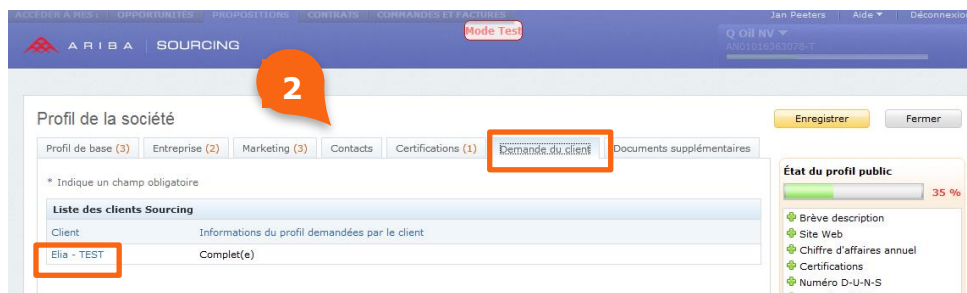 ACCÉDER À MES : OPPORTUNITÉS PROPOSITIONS CONTRATS COMMANDES ET FACTURES Jan Peeters Aide Déconnexion
Mode Test
ARIBA SOURCING
Q Oil NV
AN01016363078-T
2
Profil de la société
Enregistrer Fermer
Profil de base (3) Entreprise (2) Marketing (3) Contacts Certifications (1) Demande du client Documents supplémentaires
* Indique un champ obligatoire
Liste des clients Sourcing
Client Informations du profil demandées par le client
Elia - TEST Complet(e)
État du profil public
35 %
Brève description
Site Web
Chiffre d'affaires annuel
Certifications
Numéro D-U-N-S